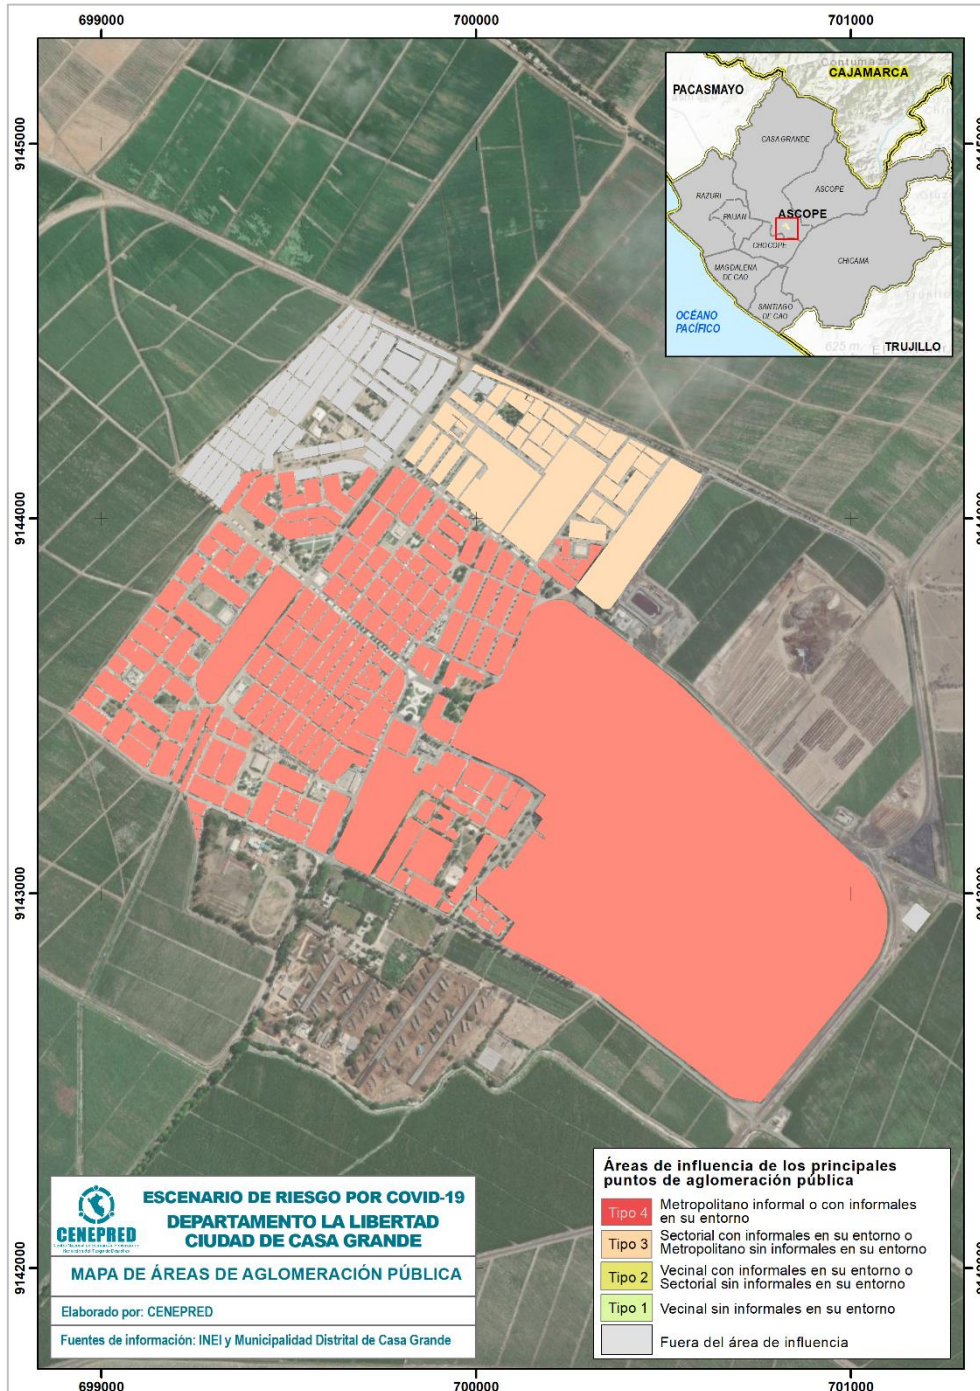 699000
700000
701000
9145000
9144000
9143000
9142000
9145000
9144000
9143000
9142000
PACASMAYO
Contumaza
CAJAMARCA
CASA GRANDE
RAZURI
ASCOPE
PAIJAN
ASCOPE
CHOCOPE
CHICAMA
MAGDALENA
DE CAO
SANTIAGO
DE CAO
OCÉANO
PACÍFICO
625 m
TRUJILLO
CENEPRED
ESCENARIO DE RIESGO POR COVID-19
DEPARTAMENTO LA LIBERTAD
CIUDAD DE CASA GRANDE
MAPA DE ÁREAS DE AGLOMERACIÓN PÚBLICA
Elaborado por: CENEPRED
Fuentes de información: INEI y Municipalidad Distrital de Casa Grande
Áreas de influencia de los principales
puntos de aglomeración pública
Tipo 4 Metropolitano informal o con informales
en su entorno
Tipo 3 Sectorial con informales en su entorno o
Metropolitano sin informales en su entorno
Tipo 2 Vecinal con informales en su entorno o
Sectorial sin informales en su entorno
Tipo 1 Vecinal sin informales en su entorno
Fuera del área de influencia
699000
700000
701000